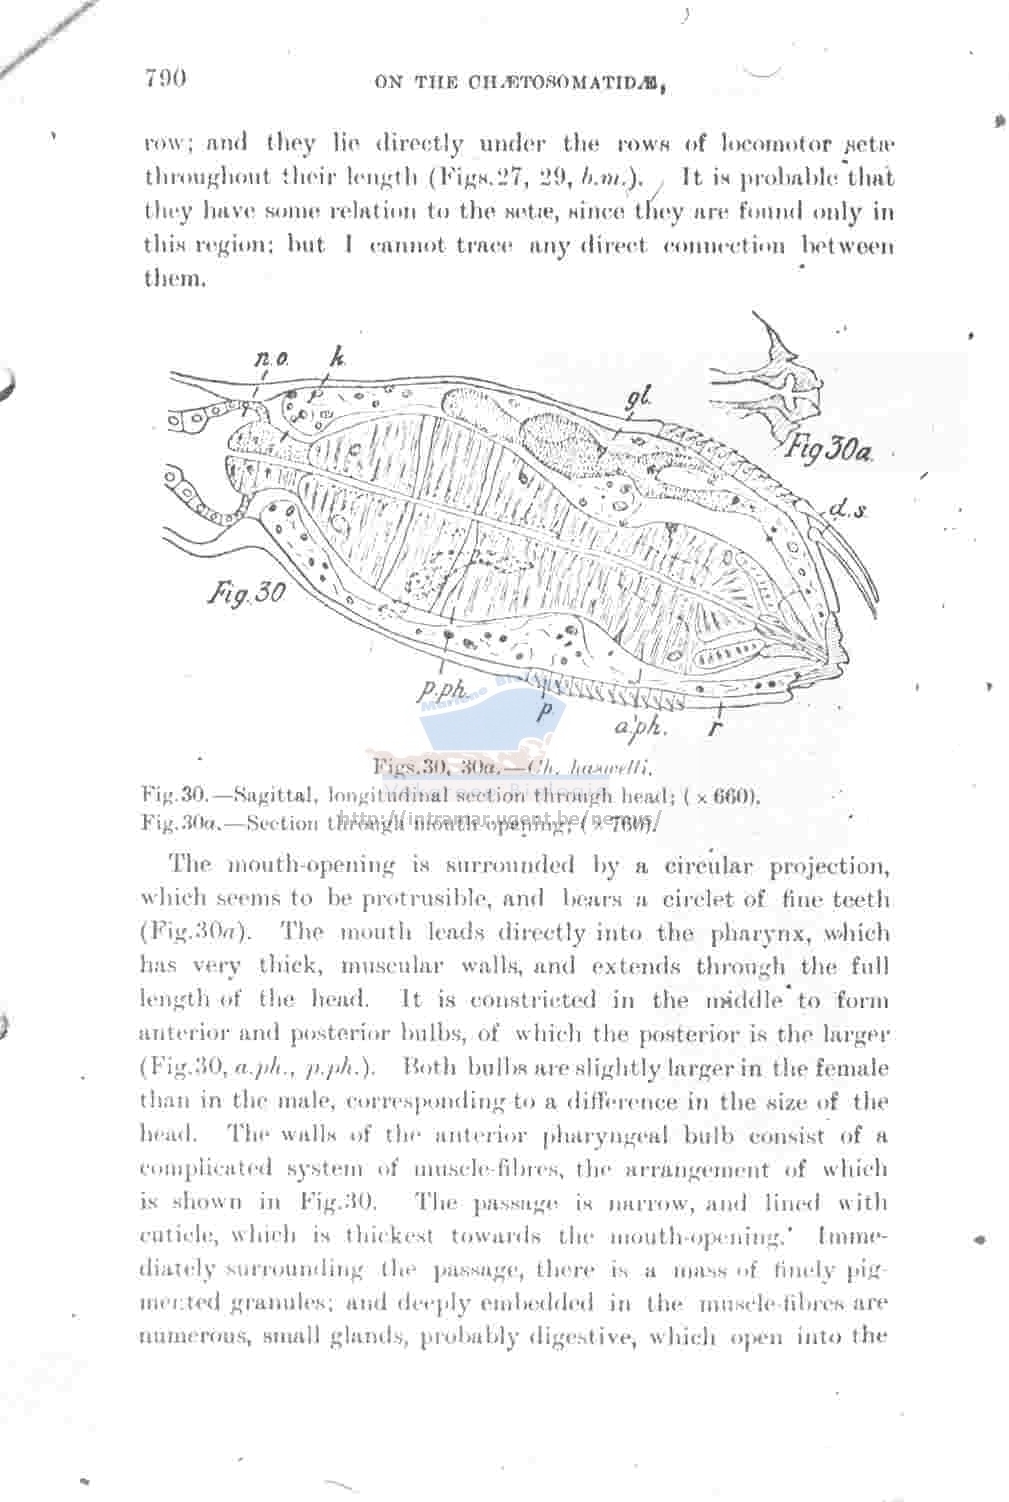 790
ON THE CHÆTOSOMATIDÆ,
row; and they lie directly under the rows of locomotor setæ
throughout their length (Figs.27, 29, b.m.). It is probable that
they have some relation to the setæ, since they are found only in
this region; but I cannot trace any direct connection between
them.
n.o. h.
gl.
Fig 30a.
d.s.
Fig.30
p.ph.
p.
a.ph.
r
Figs.30, 30a.—Ch. haswelli.
Fig.30.—Sagittal, longitudinal section through head; ( × 660).
Fig.30a.—Section through mouth-opening; ( × 760).
http://intramar.ugent.be/nemys/
The mouth-opening is surrounded by a circular projection,
which seems to be protrusible, and bears a circlet of fine teeth
(Fig.30a). The mouth leads directly into the pharynx, which
has very thick, muscular walls, and extends through the full
length of the head. It is constricted in the middle to form
anterior and posterior bulbs, of which the posterior is the larger
(Fig.30, a.ph., p.ph.). Both bulbs are slightly larger in the female
than in the male, corresponding to a difference in the size of the
head. The walls of the anterior pharyngeal bulb consist of a
complicated system of muscle-fibres, the arrangement of which
is shown in Fig.30. The passage is narrow, and lined with
cuticle, which is thickest towards the mouth-opening. Imme-
diately surrounding the passage, there is a mass of finely pig-
mented granules; and deeply embedded in the muscle-fibres are
numerous, small glands, probably digestive, which open into the